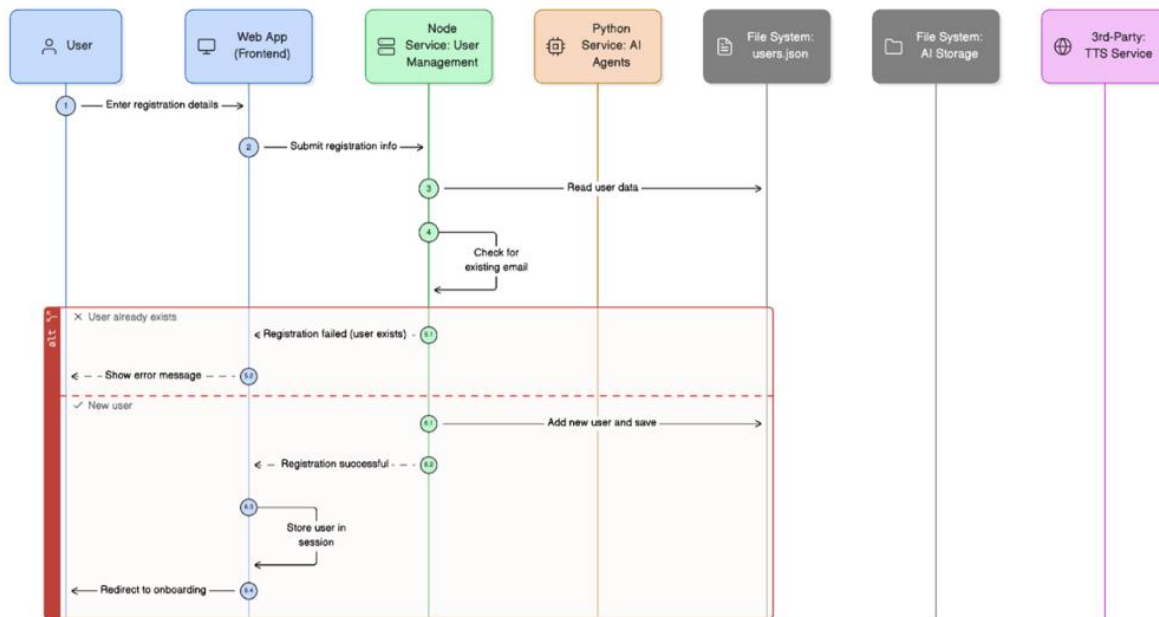 User
Web App
(Frontend)
Node
Service: User
Management
Python
Service: AI
Agents
File System:
users.json
File System:
AI Storage
3rd-Party:
TTS Service
1
Enter registration details
2
Submit registration info
3
Read user data
4
Check for
existing email
alt
User already exists
5.1
Registration failed (user exists)
5.2
Show error message
New user
6.1
Add new user and save
6.2
Registration successful
6.3
Store user in
session
6.4
Redirect to onboarding